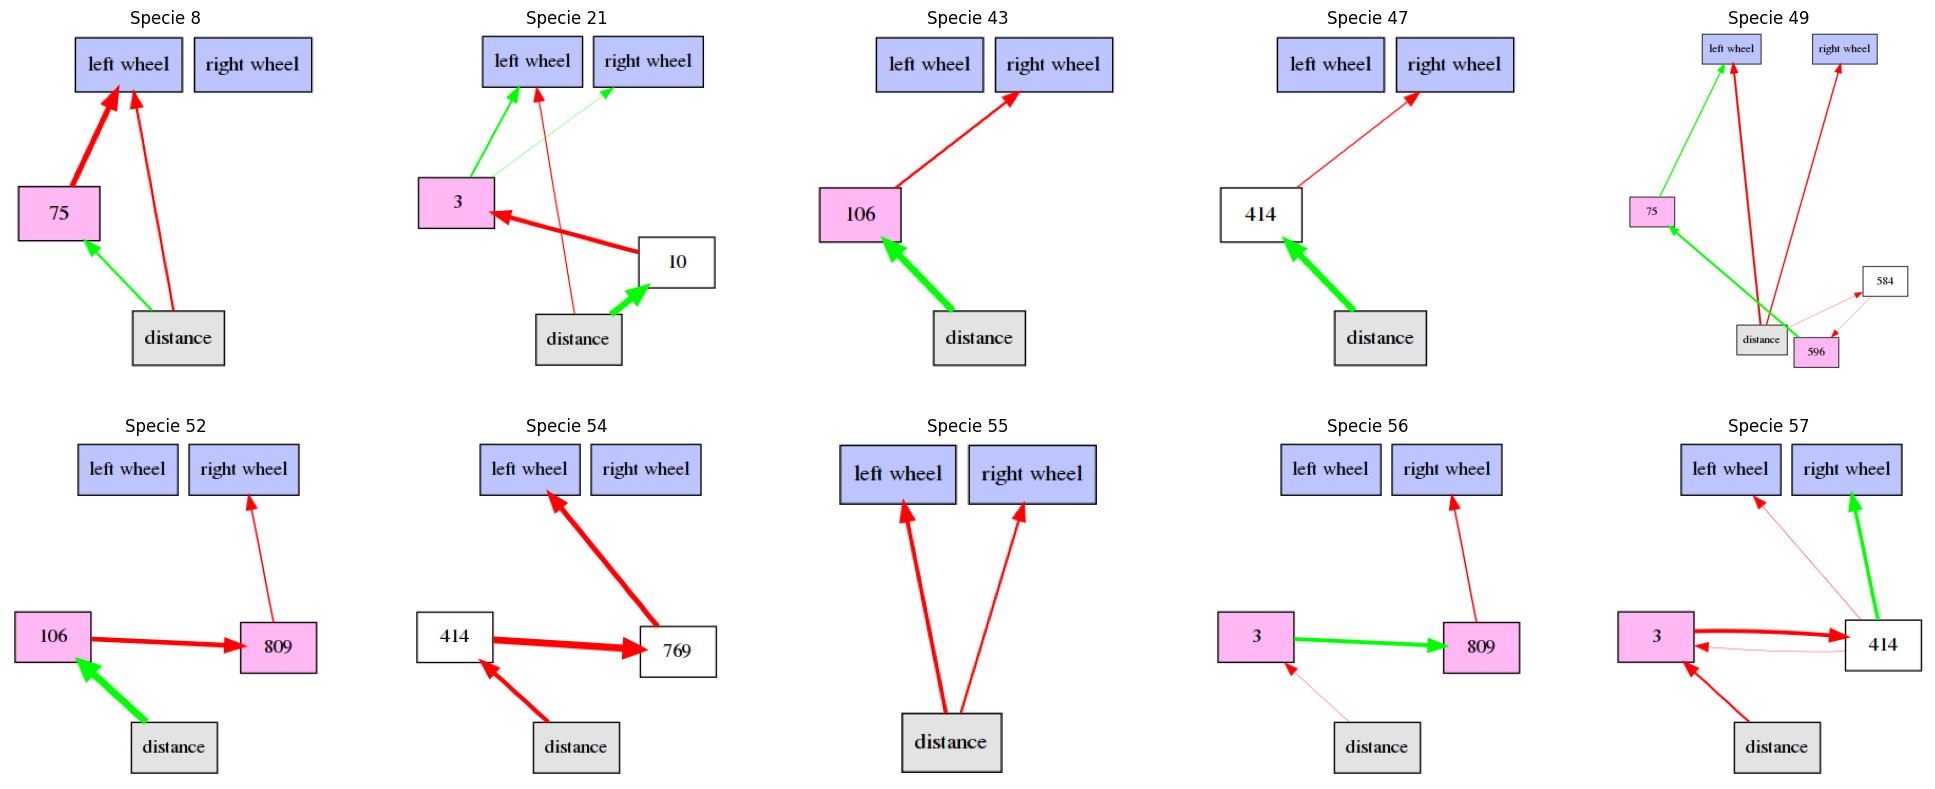 Specie 8
left wheel
right wheel
75
distance
Specie 21
left wheel
right wheel
3
10
distance
Specie 43
left wheel
right wheel
106
distance
Specie 47
left wheel
right wheel
414
distance
Specie 49
left wheel
right wheel
75
584
distance
596
Specie 52
left wheel
right wheel
106
809
distance
Specie 54
left wheel
right wheel
414
769
distance
Specie 55
left wheel
right wheel
distance
Specie 56
left wheel
right wheel
3
809
distance
Specie 57
left wheel
right wheel
3
414
distance